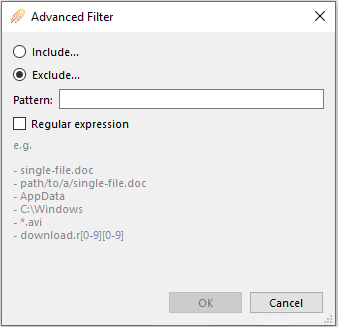 Advanced Filter
Include...
Exclude...
Pattern:
Regular expression
e.g.
- single-file.doc
- path/to/a/single-file.doc
- AppData
- C:\Windows
- *.avi
- download.r[0-9][0-9]
OK Cancel